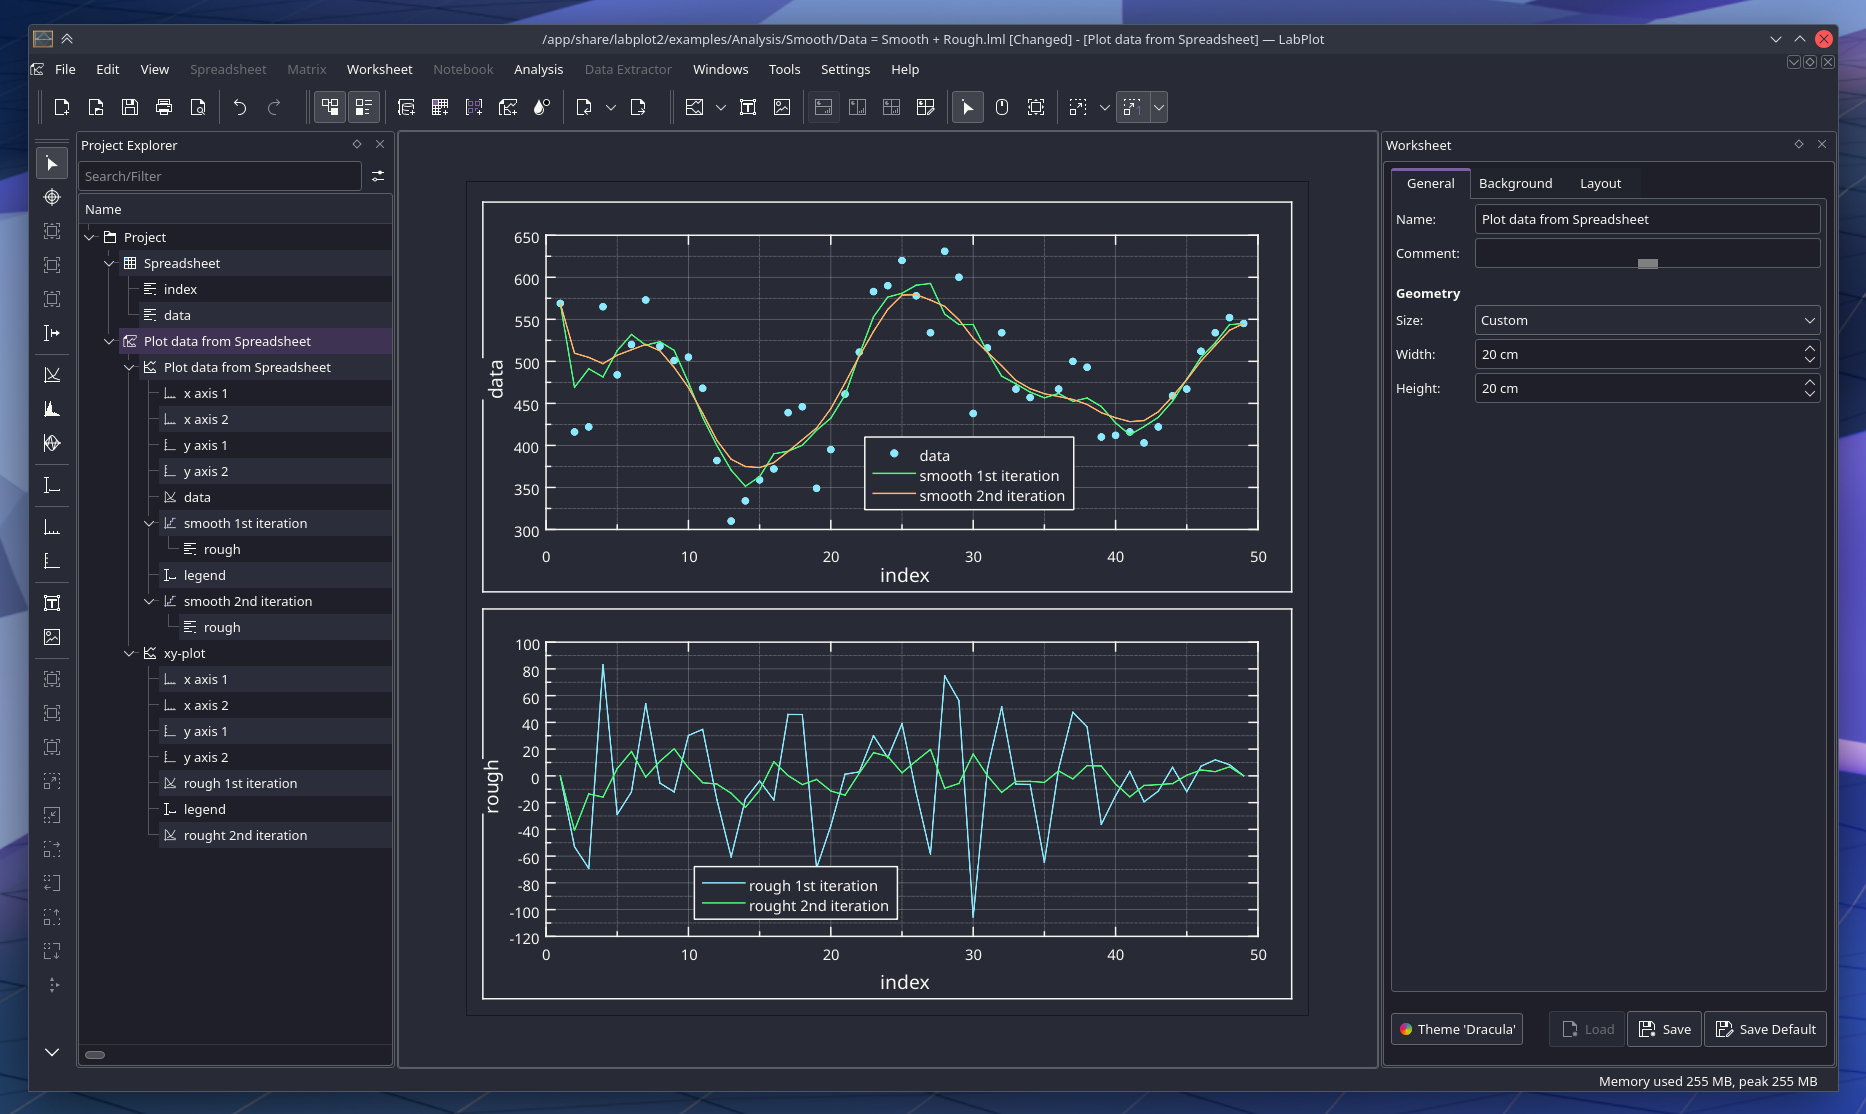 /app/share/labplot2/examples/Analysis/Smooth/Data = Smooth + Rough.lml [Changed] - [Plot data from Spreadsheet] — LabPlot
File Edit View Spreadsheet Matrix Worksheet Notebook Analysis Data Extractor Windows Tools Settings Help
Project Explorer
Search/Filter
Name
Project
Spreadsheet
index
data
Plot data from Spreadsheet
Plot data from Spreadsheet
x axis 1
x axis 2
y axis 1
y axis 2
data
smooth 1st iteration
rough
legend
smooth 2nd iteration
rough
xy-plot
x axis 1
x axis 2
y axis 1
y axis 2
rough 1st iteration
legend
rought 2nd iteration
650
600
550
500
450
400
350
300
data
data
smooth 1st iteration
smooth 2nd iteration
0 10 20 30 40 50
index
100
80
60
40
20
0
-20
-40
-60
-80
-100
-120
rough
rough 1st iteration
rought 2nd iteration
0 10 20 30 40 50
index
Worksheet
General Background Layout
Name: Plot data from Spreadsheet
Comment:
Geometry
Size: Custom
Width: 20 cm
Height: 20 cm
Theme 'Dracula' Load Save Save Default
Memory used 255 MB, peak 255 MB